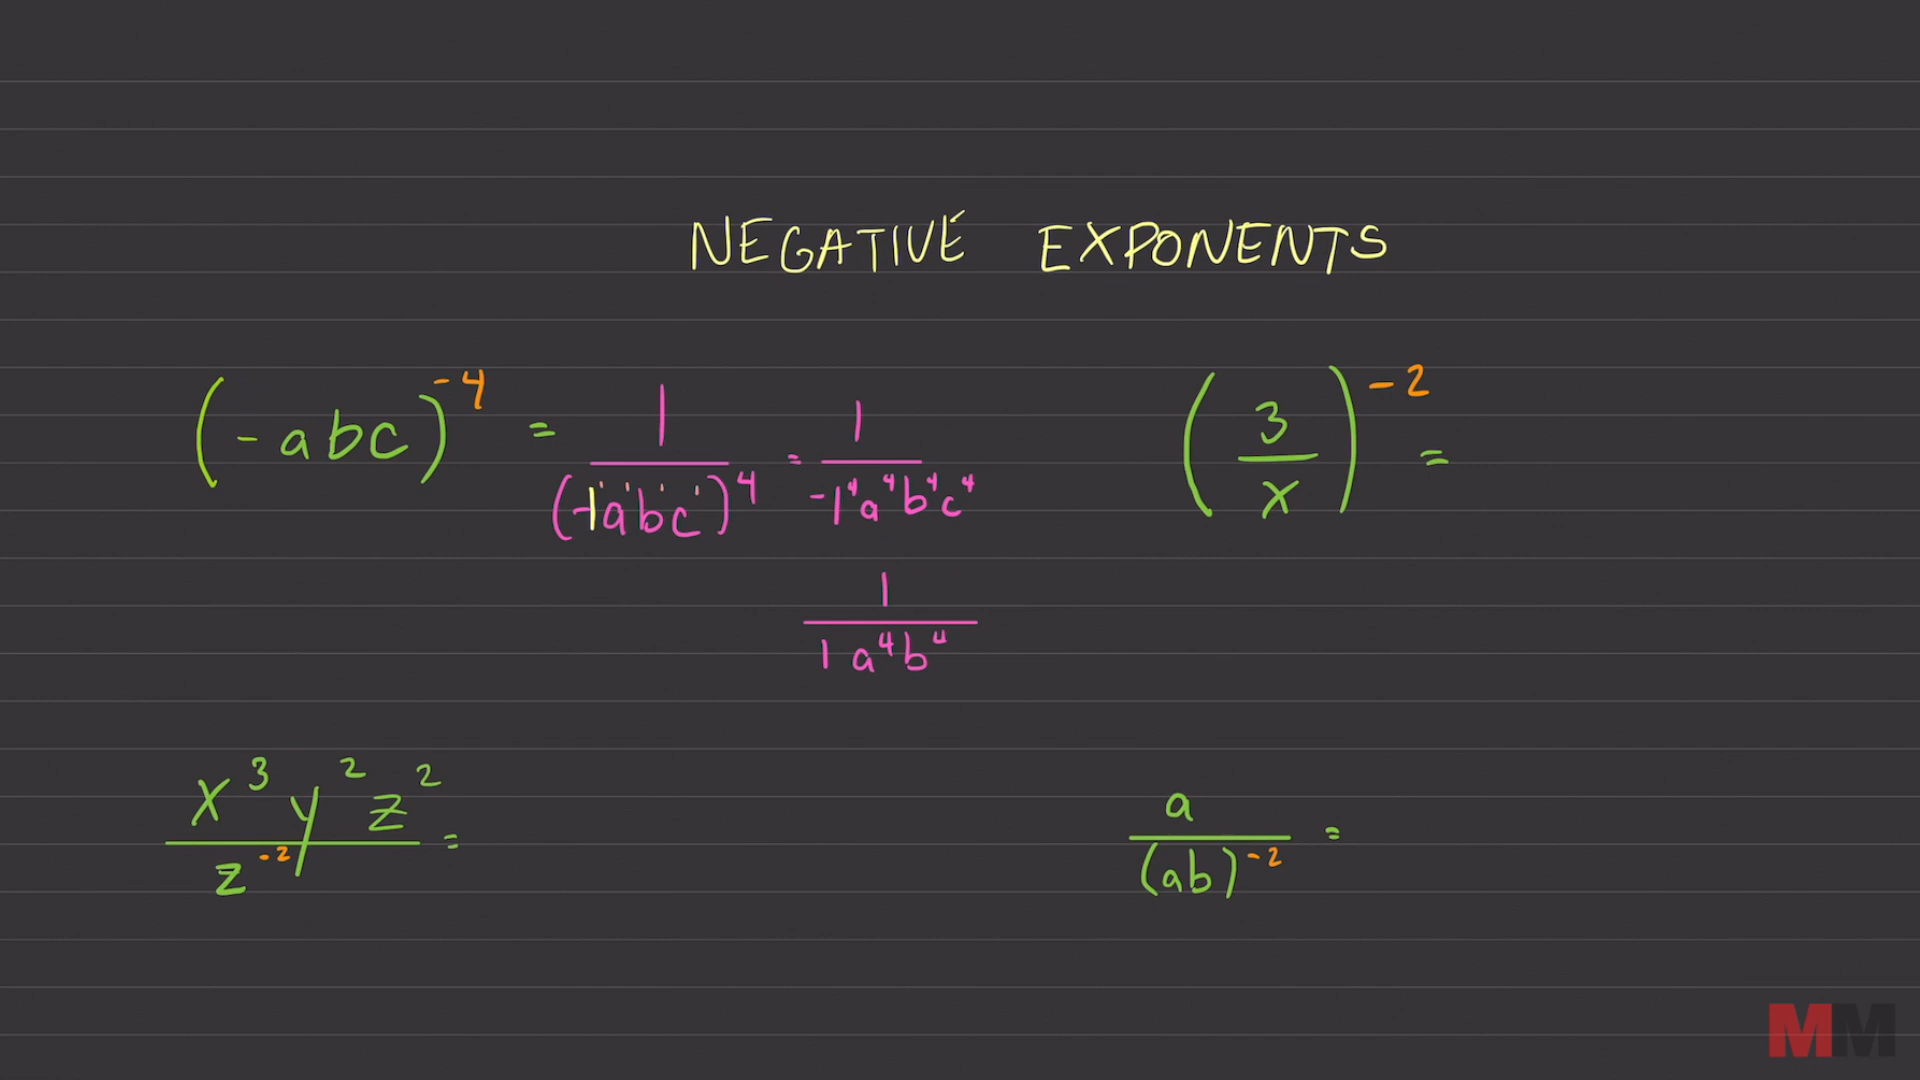 NEGATIVE EXPONENTS
(-abc)^-4 = 1/(-1¹a¹b¹c¹)^4 = 1/-1^4a^4b^4c^4
1/1a^4b^4
(3/x)^-2 =
x^3y^2z^2/z^-2 =
a/(ab)^-2 =
MM